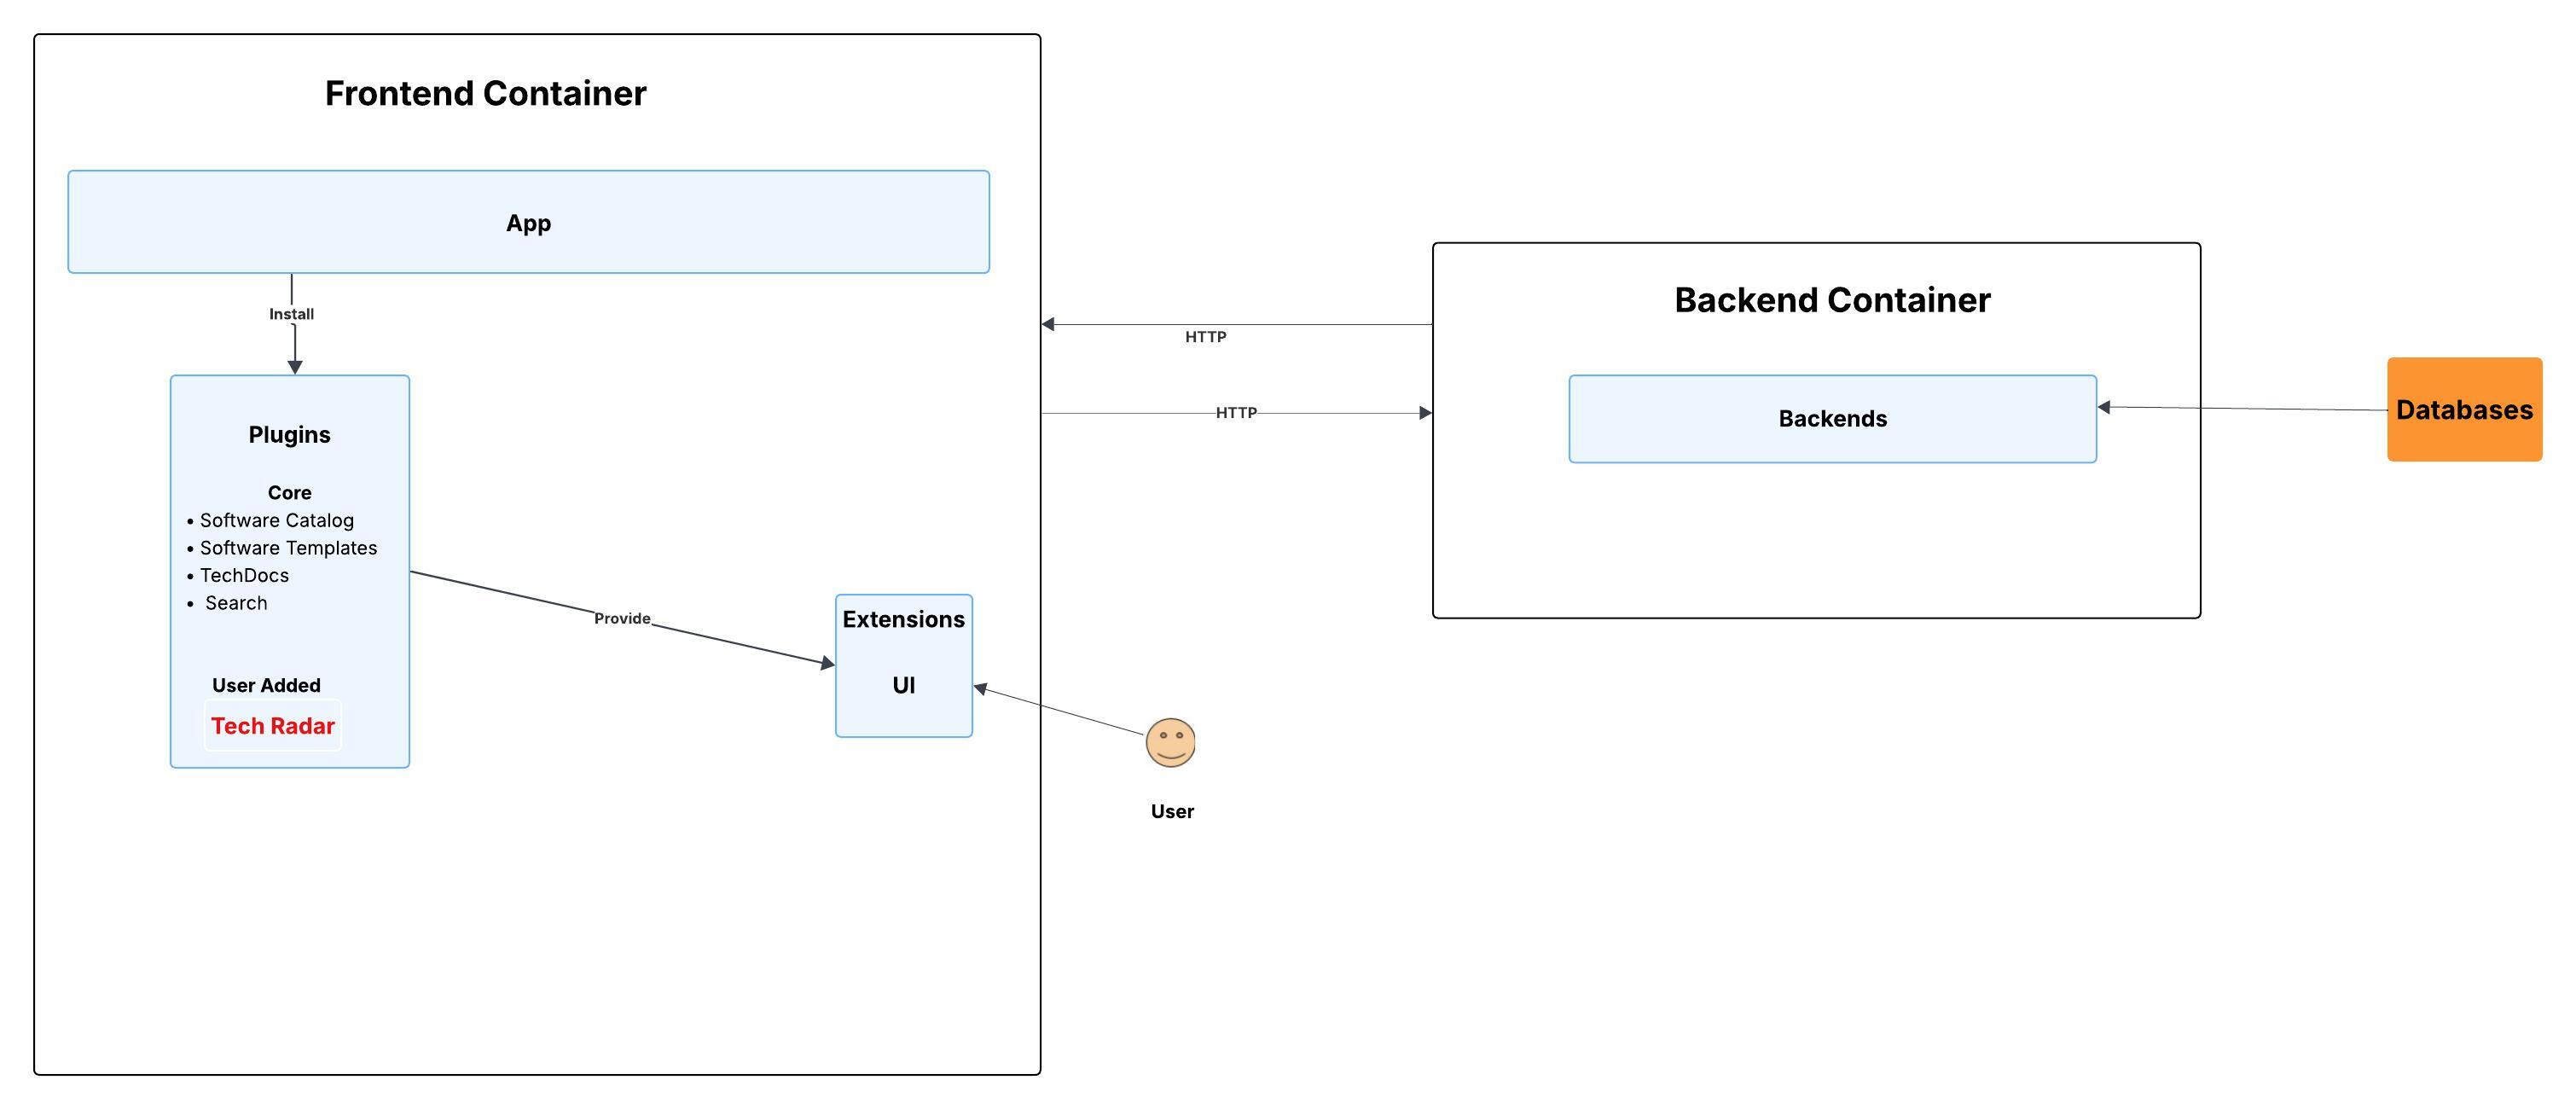 Frontend Container
App
Install
Plugins
Core
• Software Catalog
• Software Templates
• TechDocs
• Search
User Added
Tech Radar
Provide
Extensions
UI
User
HTTP
HTTP
Backend Container
Backends
Databases